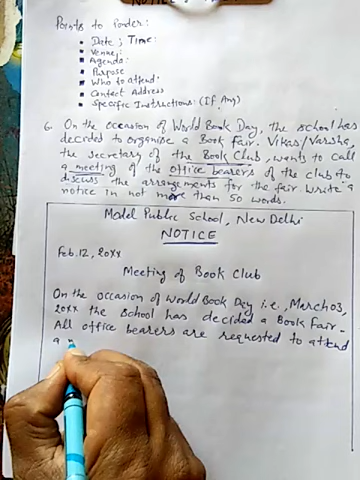 NOTICE
Points to Ponder:
Date ; Time:
Venue:
Agenda:
Purpose
Who to attend:
Contact Address
Specific Instructions: (If Any)
6. On the occasion of World Book Day, the school has
decided to organise a Book Fair. Vikas/Varsha,
the secretary of the Book Club, wants to call
a meeting of the office bearers of the club to
discuss the arrangements for the fair. Write a
notice in not more than 50 words.
Model Public School, New Delhi
NOTICE
Feb.12, 20xx
Meeting of Book Club
On the occasion of World Book Day i.e., March 03,
20xx the School has decided a Book Fair.
All office bearers are requested to attend
a